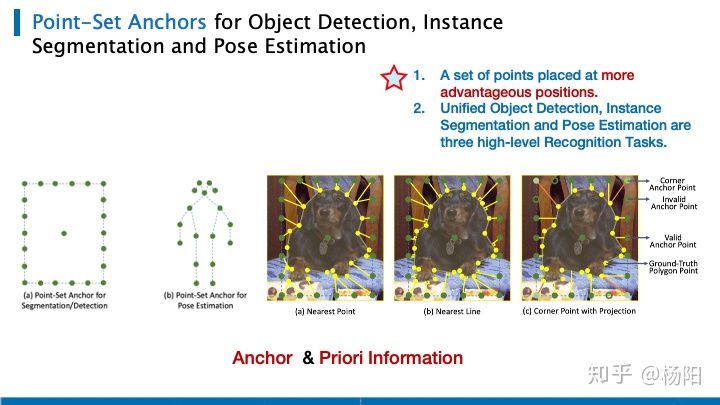 Point-Set Anchors for Object Detection, Instance
Segmentation and Pose Estimation
1. A set of points placed at more
advantageous positions.
2. Unified Object Detection, Instance
Segmentation and Pose Estimation are
three high-level Recognition Tasks.
Corner
Anchor Point
Invalid
Anchor Point
Valid
Anchor Point
Ground-Truth
Polygon Point
(a) Point-Set Anchor for
Segmentation/Detection
(b) Point-Set Anchor for
Pose Estimation
(a) Nearest Point
(b) Nearest Line
(c) Corner Point with Projection
Anchor & Priori Information
知乎 @杨阳